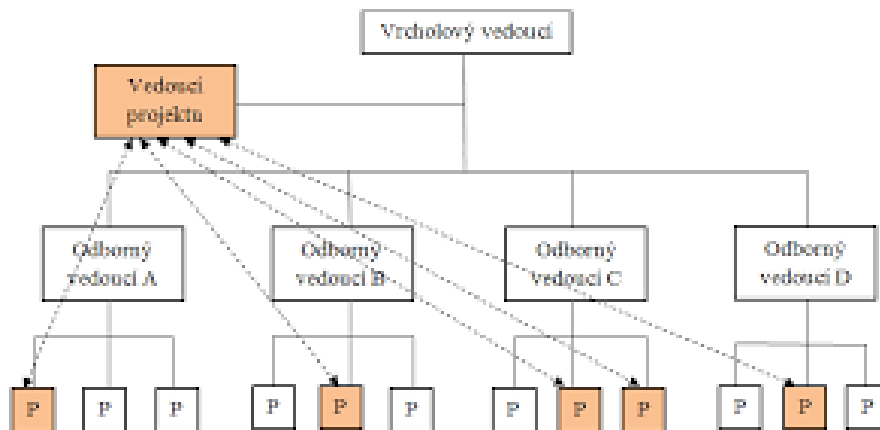 Vrcholový vedoucí
Vedoucí
projektu
Odborný
vedoucí A
Odborný
vedoucí B
Odborný
vedoucí C
Odborný
vedoucí D
P
P
P
P
P
P
P
P
P
P
P
P